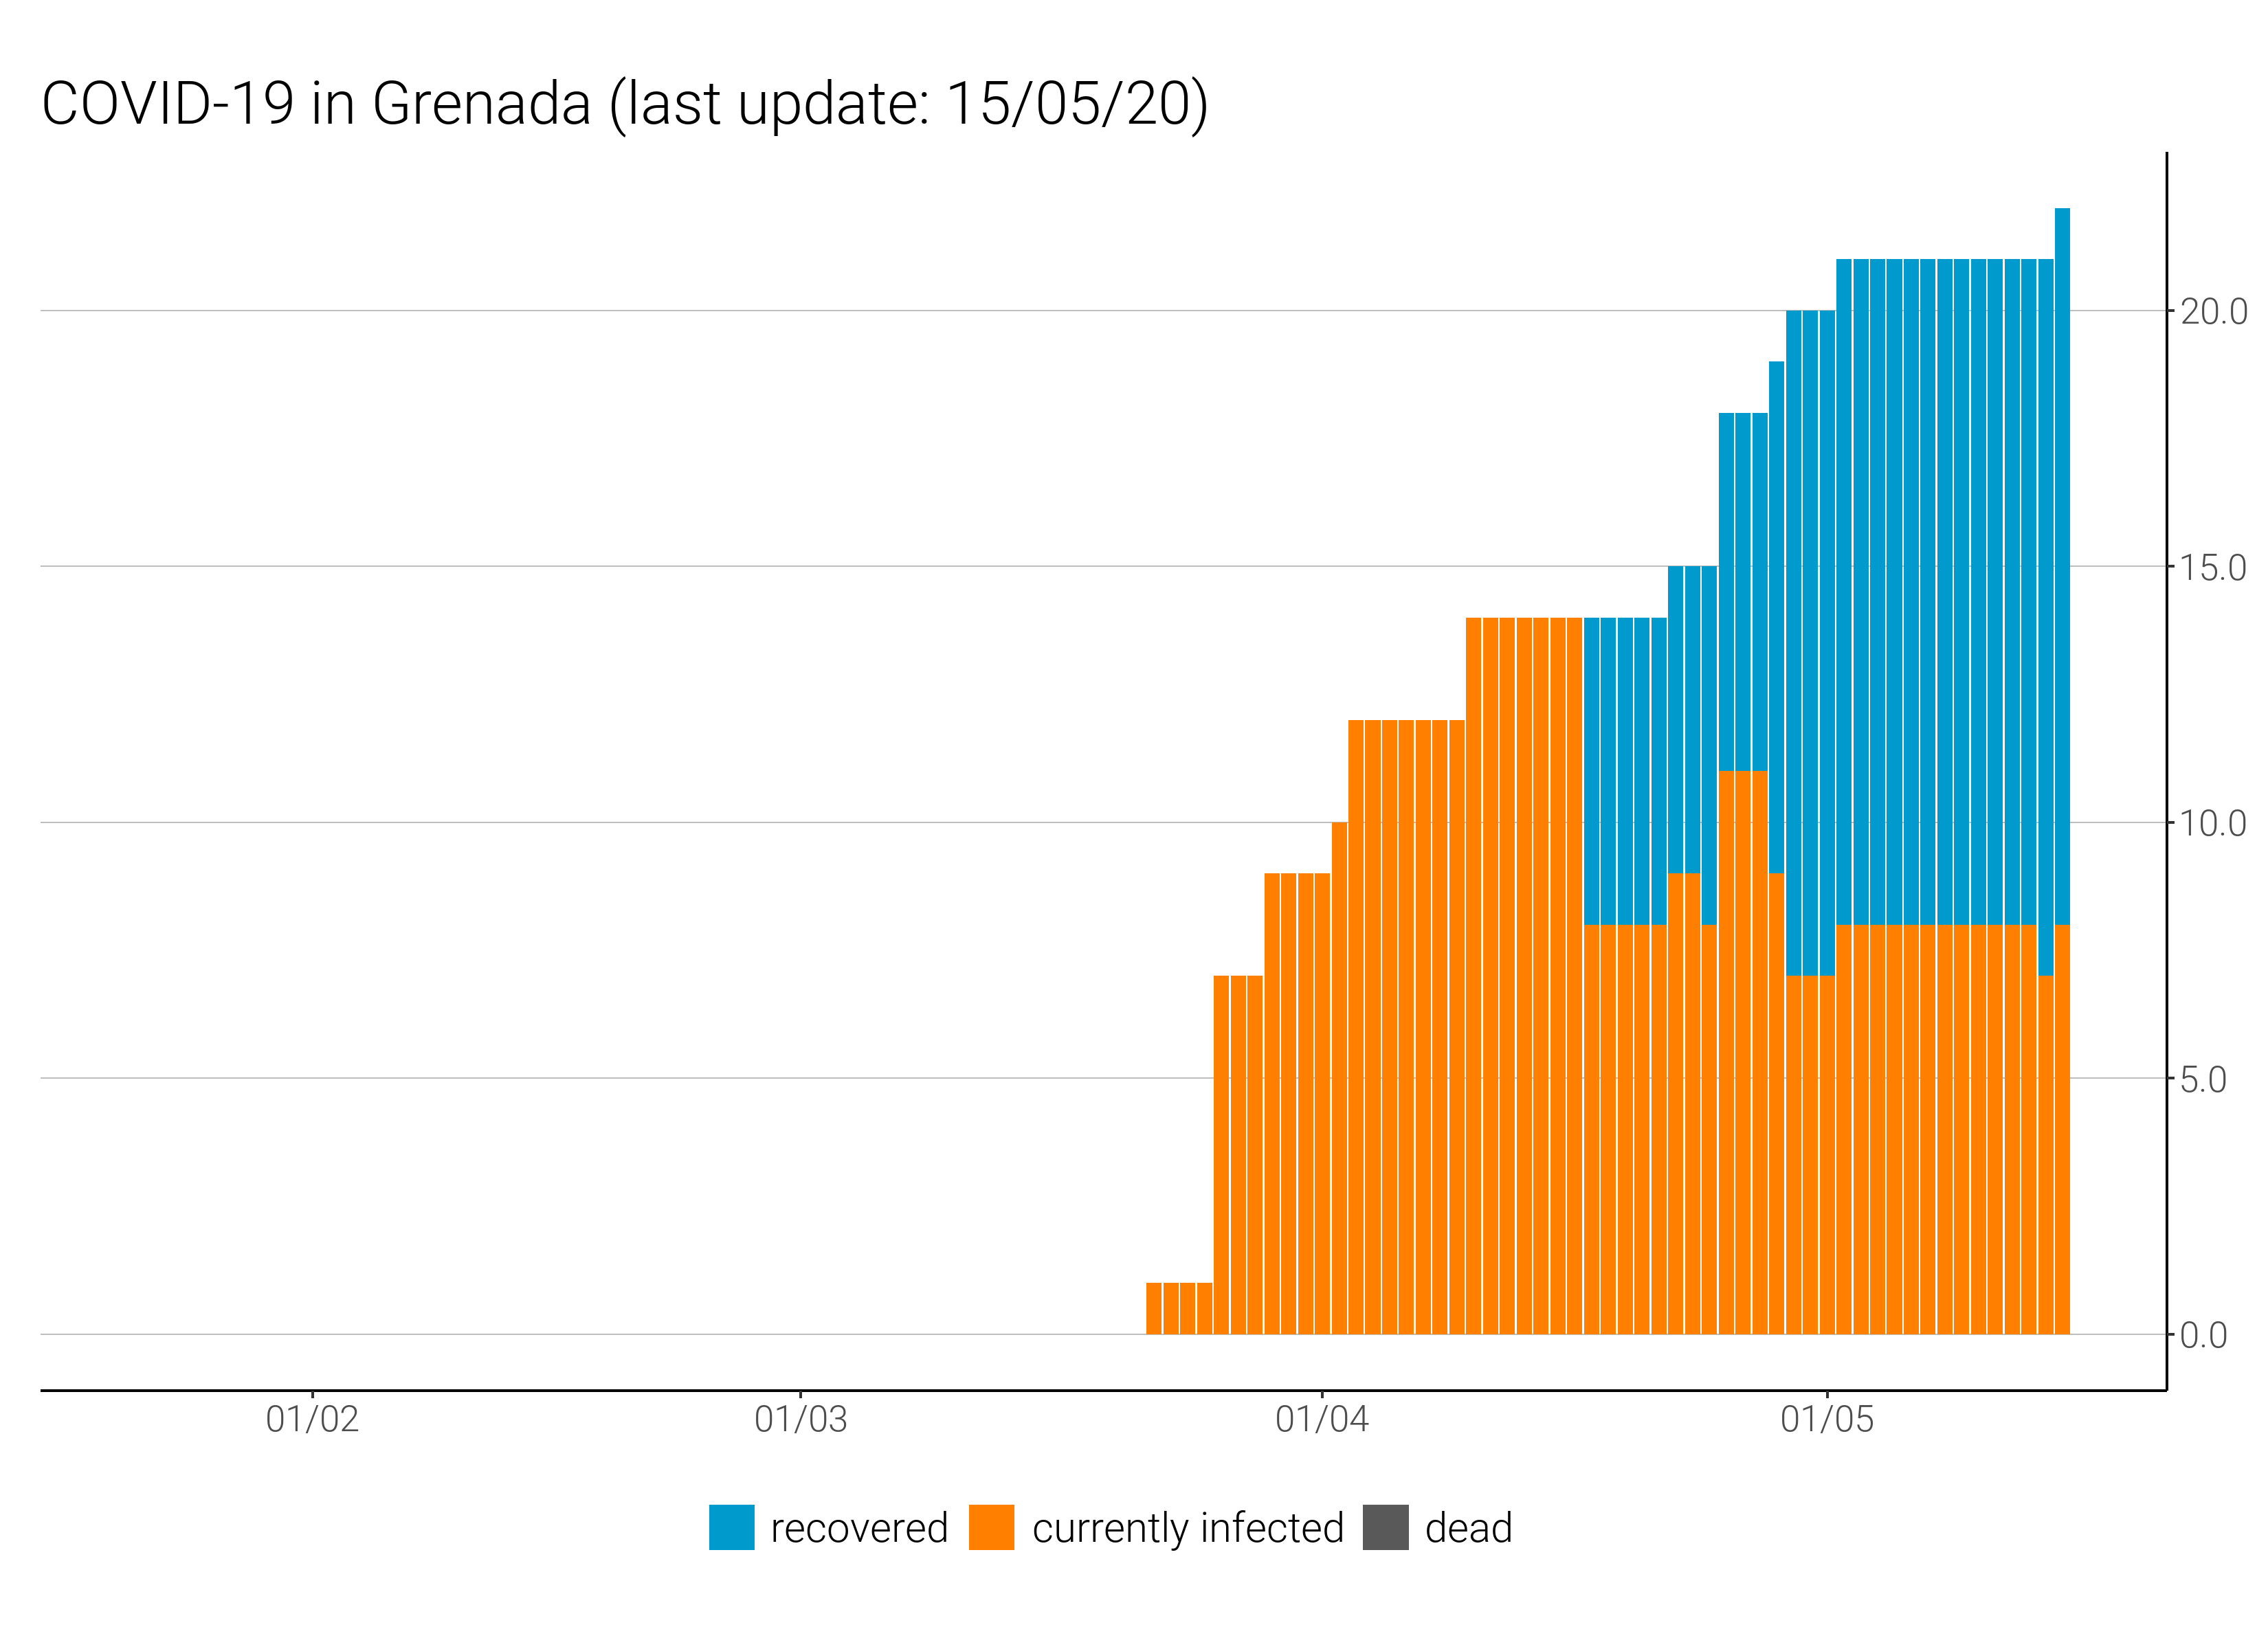 COVID-19 in Grenada (last update: 15/05/20)
20.0
15.0
10.0
5.0
0.0
01/02 01/03 01/04 01/05
recovered currently infected dead